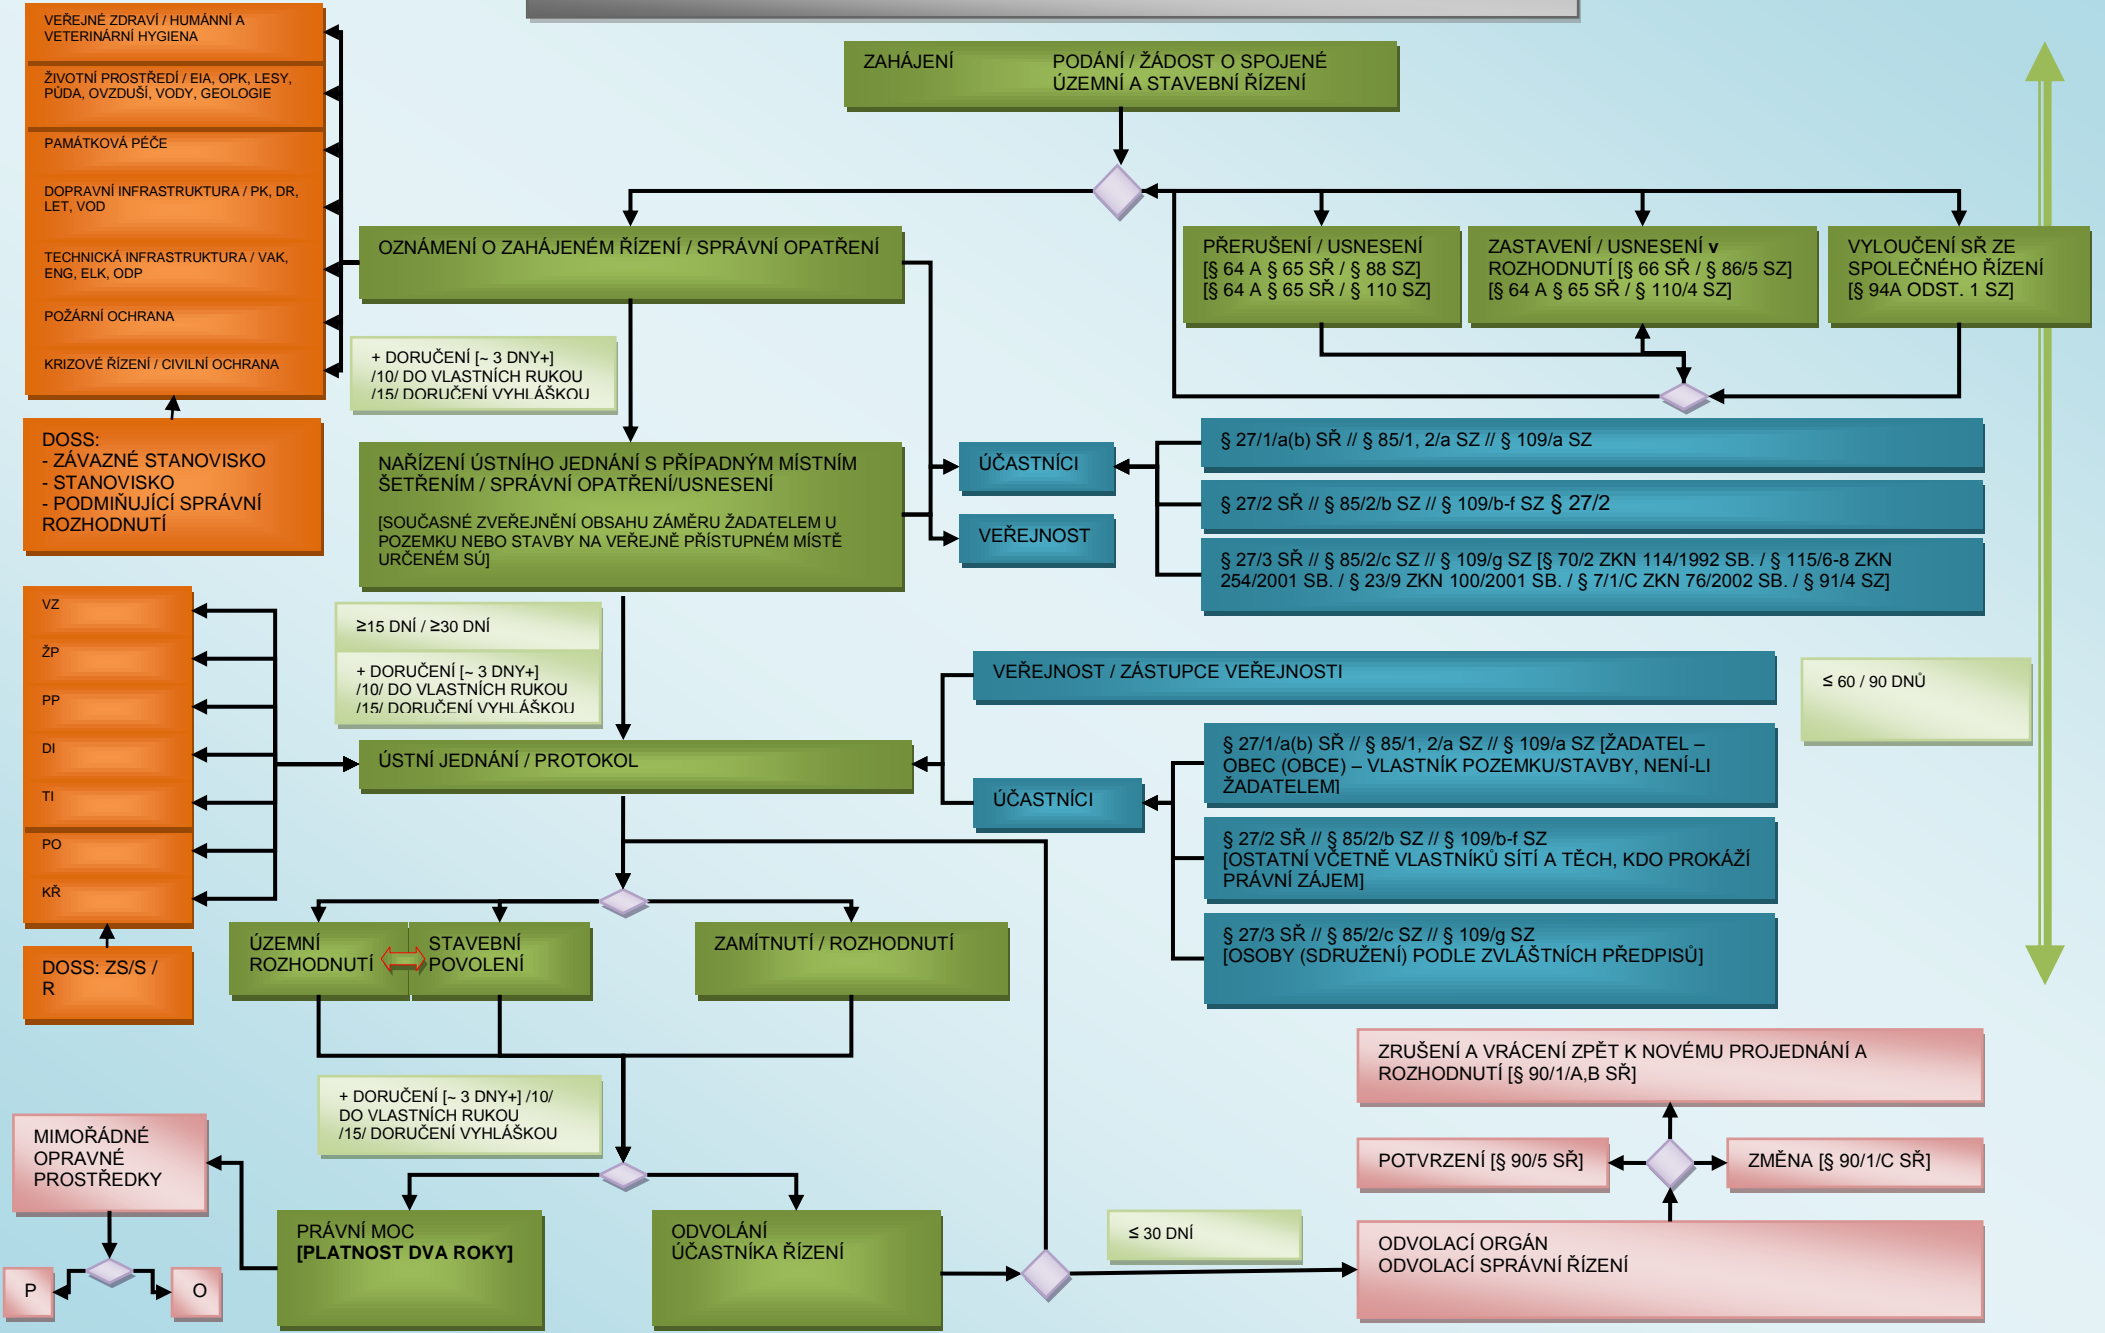 VEŘEJNÉ ZDRAVÍ / HUMÁNNÍ A
VETERINÁRNÍ HYGIENA
ŽIVOTNÍ PROSTŘEDÍ / EIA, OPK, LESY,
PŮDA, OVZDUŠÍ, VODY, GEOLOGIE
PAMÁTKOVÁ PÉČE
DOPRAVNÍ INFRASTRUKTURA / PK, DR,
LET, VOD
TECHNICKÁ INFRASTRUKTURA / VAK,
ENG, ELK, ODP
POŽÁRNÍ OCHRANA
KRIZOVÉ ŘÍZENÍ / CIVILNÍ OCHRANA
DOSS:
- ZÁVAZNÉ STANOVISKO
- STANOVISKO
- PODMIŇUJÍCÍ SPRÁVNÍ
ROZHODNUTÍ
ZAHÁJENÍ PODÁNÍ / ŽÁDOST O SPOJENÉ
ÚZEMNÍ A STAVEBNÍ ŘÍZENÍ
OZNÁMENÍ O ZAHÁJENÉM ŘÍZENÍ / SPRÁVNÍ OPATŘENÍ
PŘERUŠENÍ / USNESENÍ
[§ 64 A § 65 SŘ / § 88 SZ]
[§ 64 A § 65 SŘ / § 110 SZ]
ZASTAVENÍ / USNESENÍ v
ROZHODNUTÍ [§ 66 SŘ / § 86/5 SZ]
[§ 64 A § 65 SŘ / § 110/4 SZ]
VYLOUČENÍ SŘ ZE
SPOLEČNÉHO ŘÍZENÍ
[§ 94A ODST. 1 SZ]
+ DORUČENÍ [~ 3 DNY+]
/10/ DO VLASTNÍCH RUKOU
/15/ DORUČENÍ VYHLÁŠKOU
NAŘÍZENÍ ÚSTNÍHO JEDNÁNÍ S PŘÍPADNÝM MÍSTNÍM
ŠETŘENÍM / SPRÁVNÍ OPATŘENÍ/USNESENÍ
[SOUČASNÉ ZVEŘEJNĚNÍ OBSAHU ZÁMĚRU ŽADATELEM U
POZEMKU NEBO STAVBY NA VEŘEJNĚ PŘÍSTUPNÉM MÍSTĚ
URČENÉM SÚ]
ÚČASTNÍCI
VEŘEJNOST
§ 27/1/a(b) SŘ // § 85/1, 2/a SZ // § 109/a SZ
§ 27/2 SŘ // § 85/2/b SZ // § 109/b-f SZ § 27/2
§ 27/3 SŘ // § 85/2/c SZ // § 109/g SZ [§ 70/2 ZKN 114/1992 SB. / § 115/6-8 ZKN
254/2001 SB. / § 23/9 ZKN 100/2001 SB. / § 7/1/C ZKN 76/2002 SB. / § 91/4 SZ]
VZ
ŽP
PP
DI
TI
PO
KŘ
DOSS: ZS/S /
R
≥15 DNÍ / ≥30 DNÍ
+ DORUČENÍ [~ 3 DNY+]
/10/ DO VLASTNÍCH RUKOU
/15/ DORUČENÍ VYHLÁŠKOU
ÚSTNÍ JEDNÁNÍ / PROTOKOL
VEŘEJNOST / ZÁSTUPCE VEŘEJNOSTI
≤ 60 / 90 DNŮ
ÚČASTNÍCI
§ 27/1/a(b) SŘ // § 85/1, 2/a SZ // § 109/a SZ [ŽADATEL –
OBEC (OBCE) – VLASTNÍK POZEMKU/STAVBY, NENÍ-LI
ŽADATELEM]
§ 27/2 SŘ // § 85/2/b SZ // § 109/b-f SZ
[OSTATNÍ VČETNĚ VLASTNÍKŮ SÍTÍ A TĚCH, KDO PROKÁŽÍ
PRÁVNÍ ZÁJEM]
§ 27/3 SŘ // § 85/2/c SZ // § 109/g SZ
[OSOBY (SDRUŽENÍ) PODLE ZVLÁŠTNÍCH PŘEDPISŮ]
ÚZEMNÍ
ROZHODNUTÍ
STAVEBNÍ
POVOLENÍ
ZAMÍTNUTÍ / ROZHODNUTÍ
+ DORUČENÍ [~ 3 DNY+] /10/
DO VLASTNÍCH RUKOU
/15/ DORUČENÍ VYHLÁŠKOU
MIMOŘÁDNÉ
OPRAVNÉ
PROSTŘEDKY
P
O
PRÁVNÍ MOC
[PLATNOST DVA ROKY]
ODVOLÁNÍ
ÚČASTNÍKA ŘÍZENÍ
≤ 30 DNÍ
ZRUŠENÍ A VRÁCENÍ ZPĚT K NOVÉMU PROJEDNÁNÍ A
ROZHODNUTÍ [§ 90/1/A,B SŘ]
POTVRZENÍ [§ 90/5 SŘ]
ZMĚNA [§ 90/1/C SŘ]
ODVOLACÍ ORGÁN
ODVOLACÍ SPRÁVNÍ ŘÍZENÍ